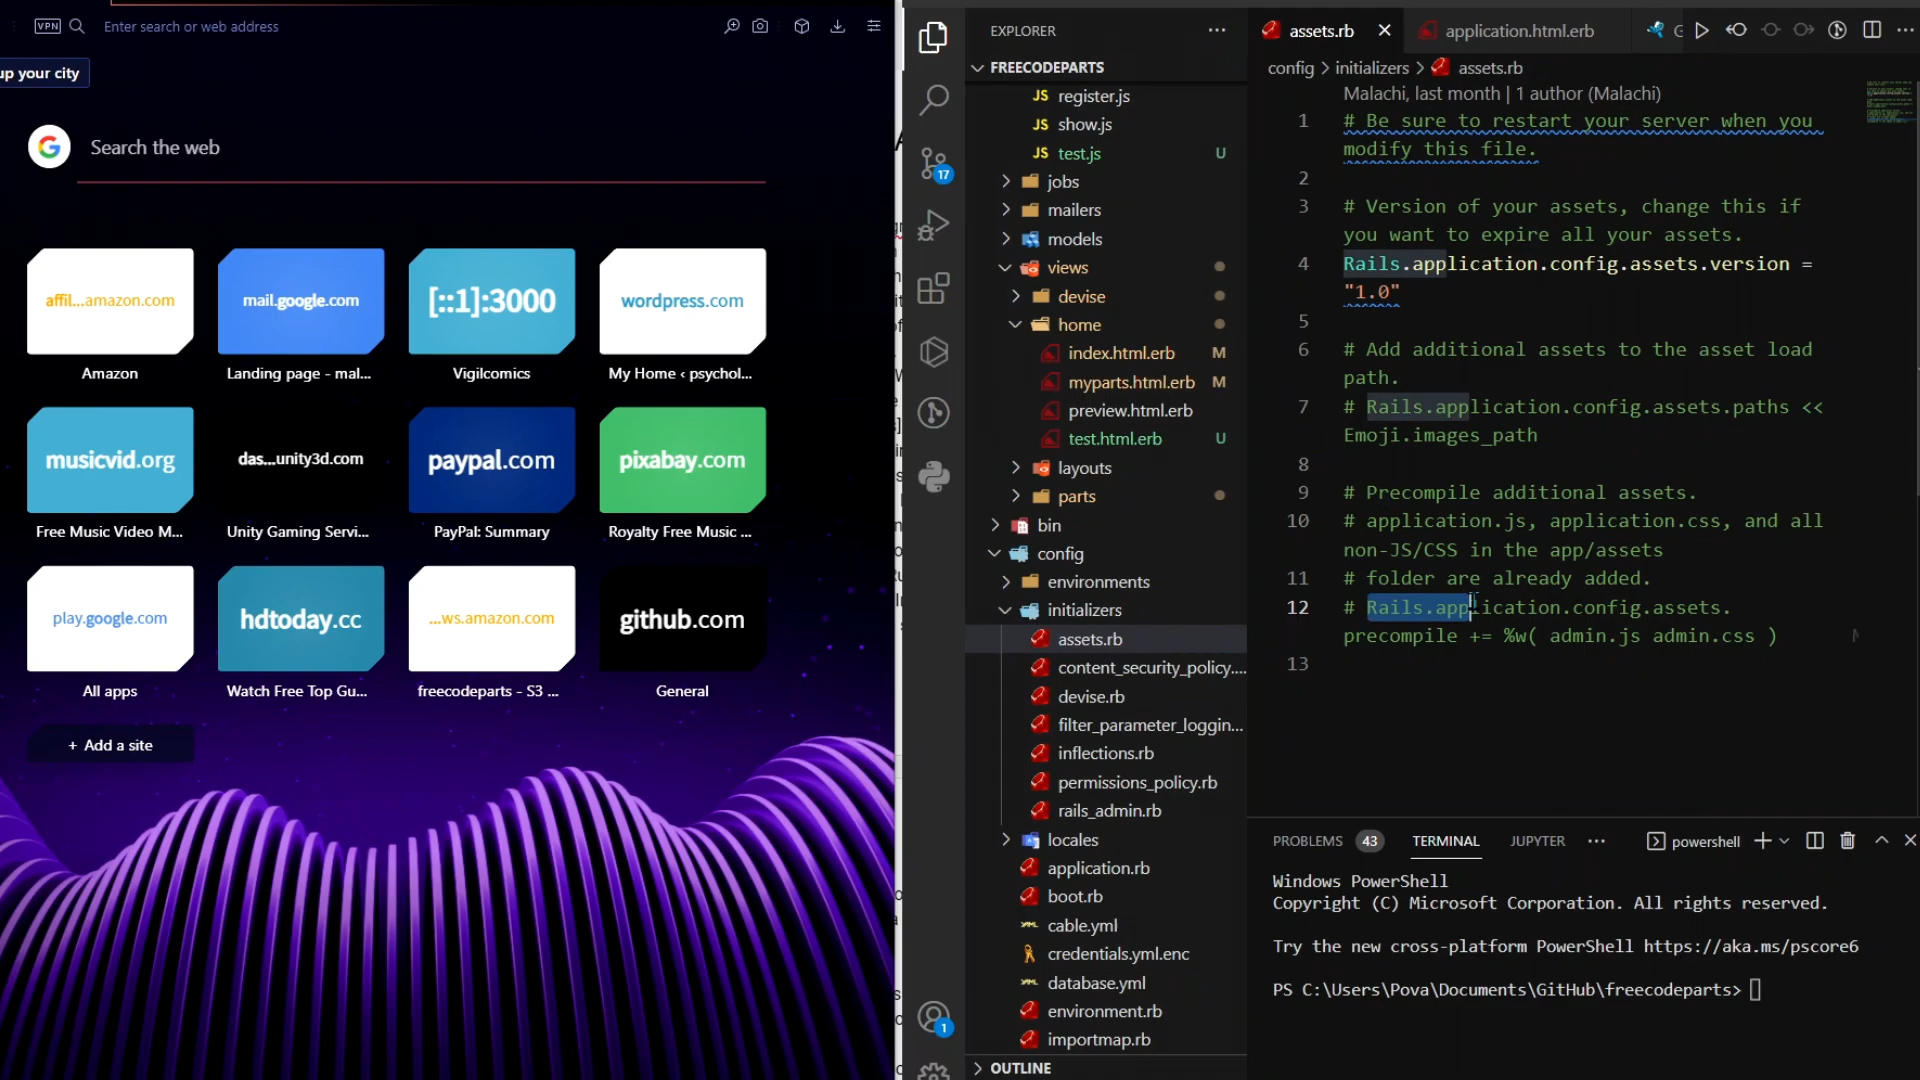 VPN
Enter search or web address
up your city
Search the web
affil...amazon.com
mail.google.com
[::1]:3000
wordpress.com
Amazon
Landing page - mal...
Vigilcomics
My Home ‹ psychol...
musicvid.org
das...unity3d.com
paypal.com
pixabay.com
Free Music Video M...
Unity Gaming Servi...
PayPal: Summary
Royalty Free Music ...
play.google.com
hdtoday.cc
...ws.amazon.com
github.com
All apps
Watch Free Top Gu...
freecodeparts - S3 ...
General
+ Add a site
17
1
EXPLORER
FREECODEPARTS
JS register.js
JS show.js
JS test.js U
jobs
mailers
models
views
devise
home
index.html.erb M
myparts.html.erb M
preview.html.erb
test.html.erb U
layouts
parts
bin
config
environments
initializers
assets.rb
content_security_policy....
devise.rb
filter_parameter_loggin...
inflections.rb
permissions_policy.rb
rails_admin.rb
locales
application.rb
boot.rb
cable.yml
credentials.yml.enc
database.yml
environment.rb
importmap.rb
OUTLINE
assets.rb
application.html.erb
G
config > initializers > assets.rb
Malachi, last month | 1 author (Malachi)
1 # Be sure to restart your server when you
modify this file.
2
3 # Version of your assets, change this if
you want to expire all your assets.
4 Rails.application.config.assets.version =
"1.0"
5
6 # Add additional assets to the asset load
path.
7 # Rails.application.config.assets.paths <<
Emoji.images_path
8
9 # Precompile additional assets.
10 # application.js, application.css, and all
non-JS/CSS in the app/assets
11 # folder are already added.
12 # Rails.application.config.assets.
precompile += %w( admin.js admin.css )
13
PROBLEMS 43
TERMINAL
JUPYTER
powershell
Windows PowerShell
Copyright (C) Microsoft Corporation. All rights reserved.
Try the new cross-platform PowerShell https://aka.ms/pscore6
PS C:\Users\Pova\Documents\GitHub\freecodeparts>